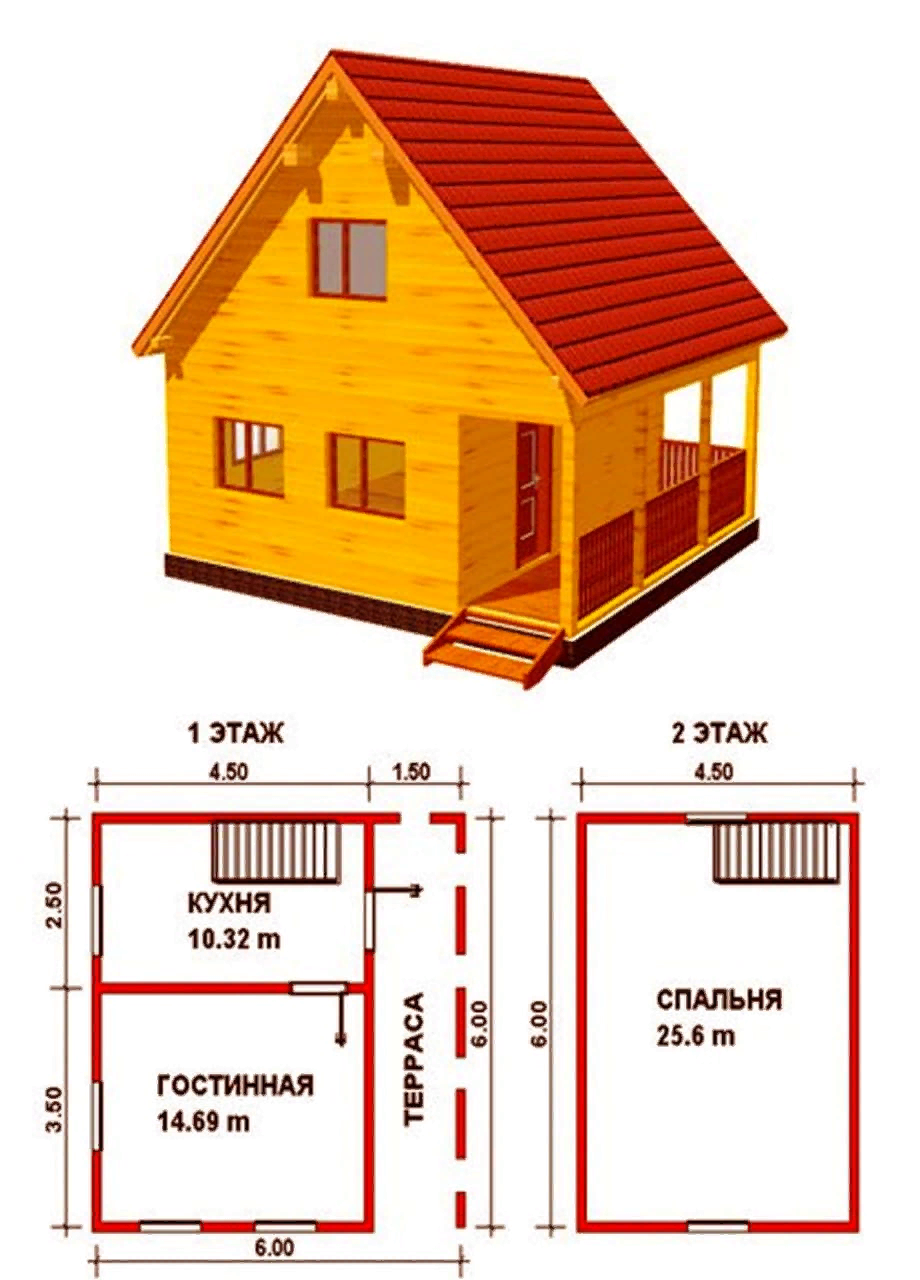 1 ЭТАЖ
4.50
1.50
2.50
КУХНЯ
10.32 m
3.50
ГОСТИННАЯ
14.69 m
ТЕРРАСА
6.00
6.00
2 ЭТАЖ
4.50
6.00
СПАЛЬНЯ
25.6 m